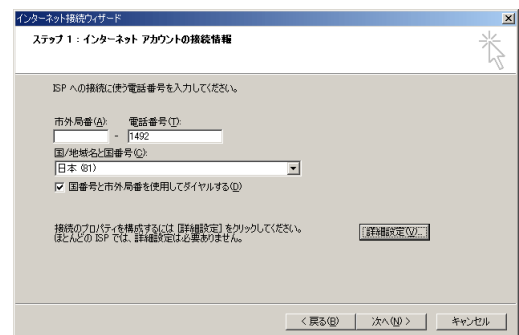 インターネット接続ウィザード
ステップ 1 : インターネット アカウントの接続情報
ISP への接続に使う電話番号を入力してください。
市外局番(A): 電話番号(T):
- 1492
国/地域名と国番号(C):
日本 (81)
国番号と市外局番を使用してダイヤルする(D)
接続のプロパティを構成するには [詳細設定] をクリックしてください。
ほとんどの ISP では、詳細設定は必要ありません。
詳細設定(V)...
< 戻る(B) 次へ(N) > キャンセル